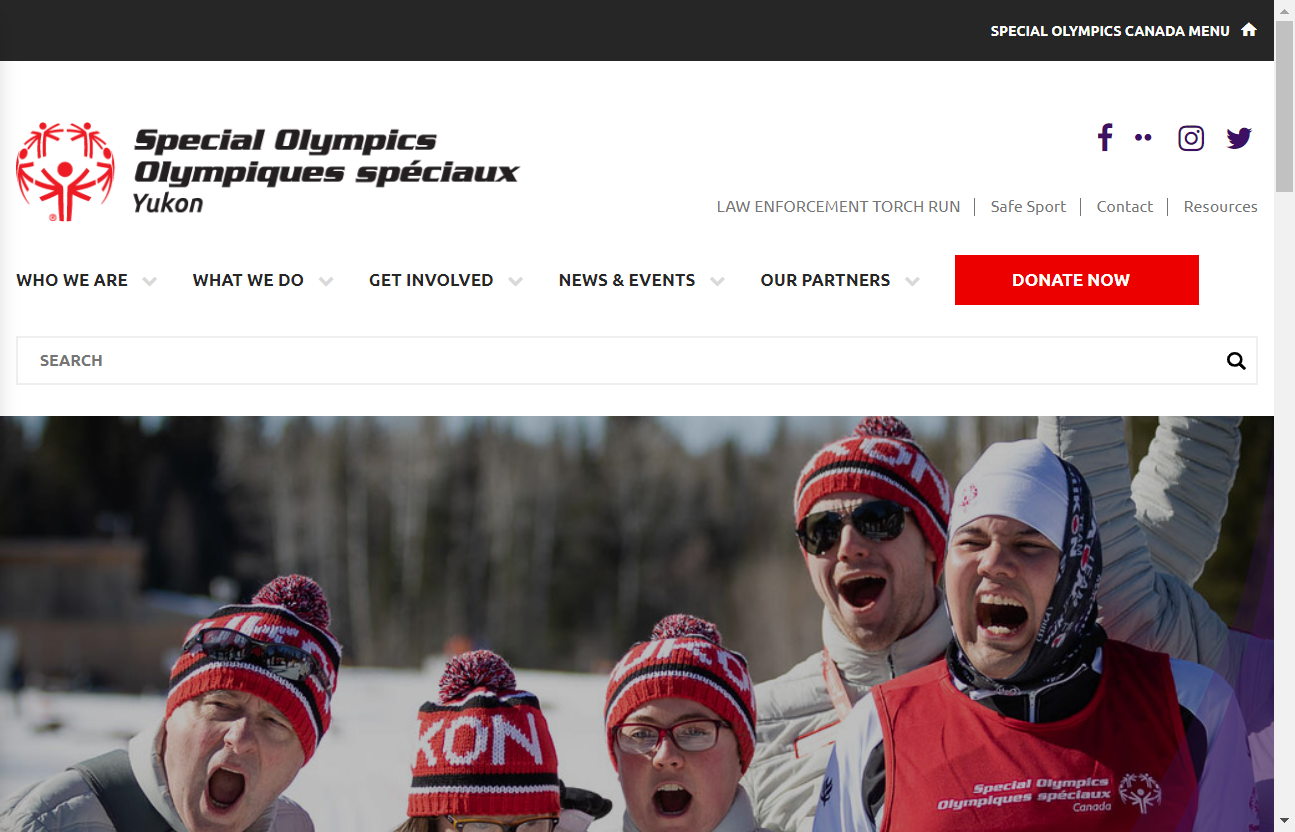 SPECIAL OLYMPICS CANADA MENU
Special Olympics
Olympiques spéciaux
Yukon
LAW ENFORCEMENT TORCH RUN
Safe Sport
Contact
Resources
WHO WE ARE
WHAT WE DO
GET INVOLVED
NEWS & EVENTS
OUR PARTNERS
DONATE NOW
SEARCH
KON
Special Olympics
Olympiques spéciaux
Canada